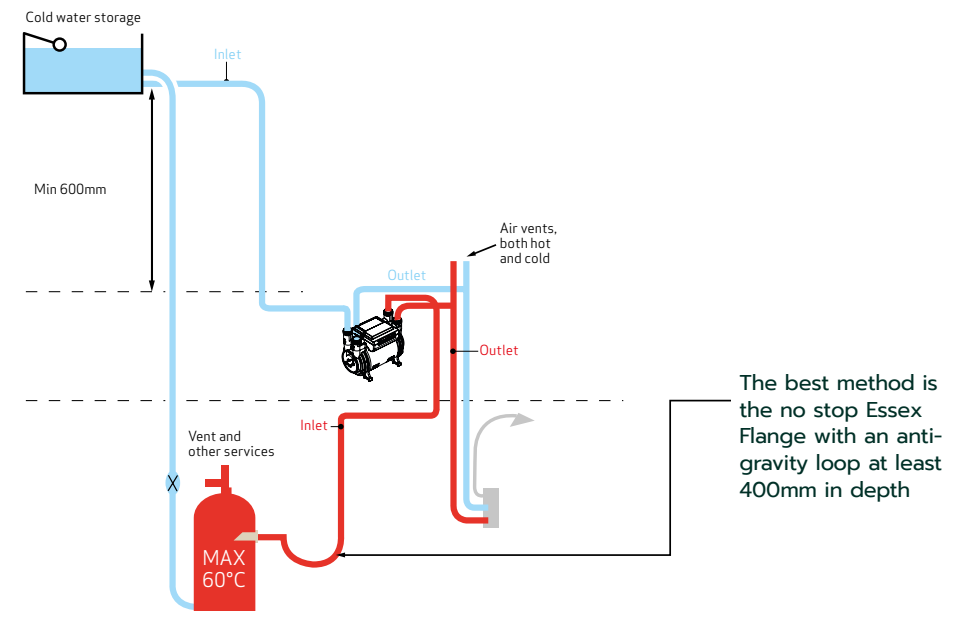 Cold water storage
Inlet
Min 600mm
Air vents,
both hot
and cold
Outlet
Outlet
Inlet
Vent and
other services
MAX
60°C
The best method is
the no stop Essex
Flange with an anti-
gravity loop at least
400mm in depth